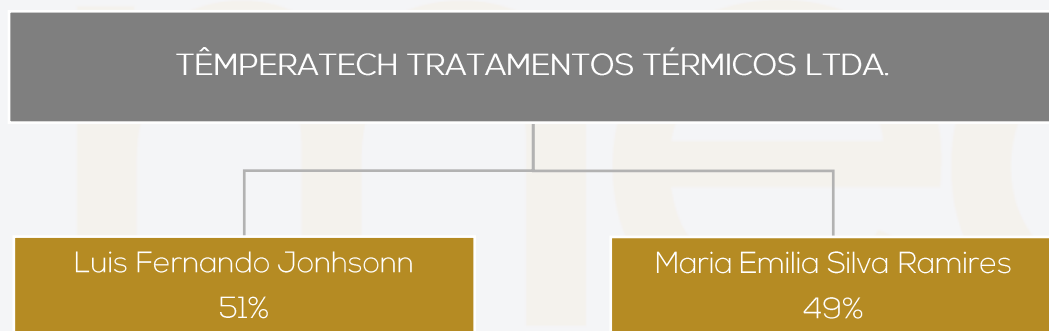 TÊMPERATECH TRATAMENTOS TÉRMICOS LTDA.
Luis Fernando Jonhsonn
51%
Maria Emilia Silva Ramires
49%